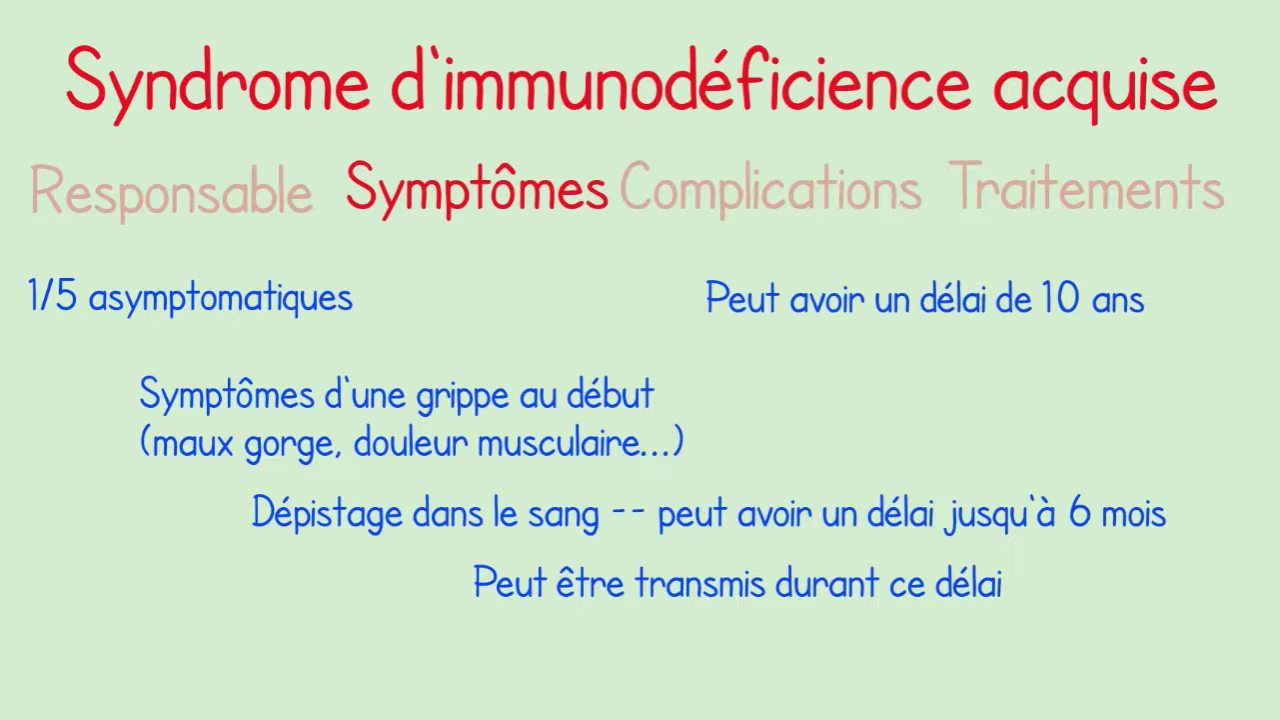 Syndrome d'immunodéficience acquise
Responsable Symptômes Complications Traitements
1/5 asymptomatiques Peut avoir un délai de 10 ans
Symptômes d'une grippe au début
(maux gorge, douleur musculaire...)
Dépistage dans le sang -- peut avoir un délai jusqu'à 6 mois
Peut être transmis durant ce délai